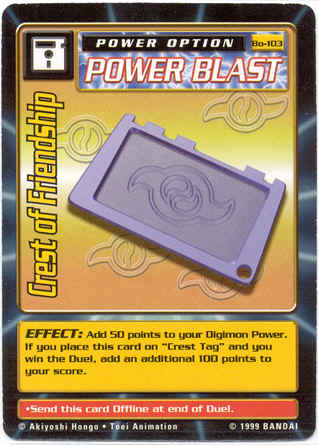 POWER OPTION
Bo-103
POWER BLAST
Crest of Friendship
EFFECT: Add 50 points to your Digimon Power.
If you place this card on "Crest Tag" and you
win the Duel, add an additional 100 points to
your score.
•Send this card Offline at end of Duel.
© Akiyoshi Hongo • Toei Animation © 1999 BANDAI